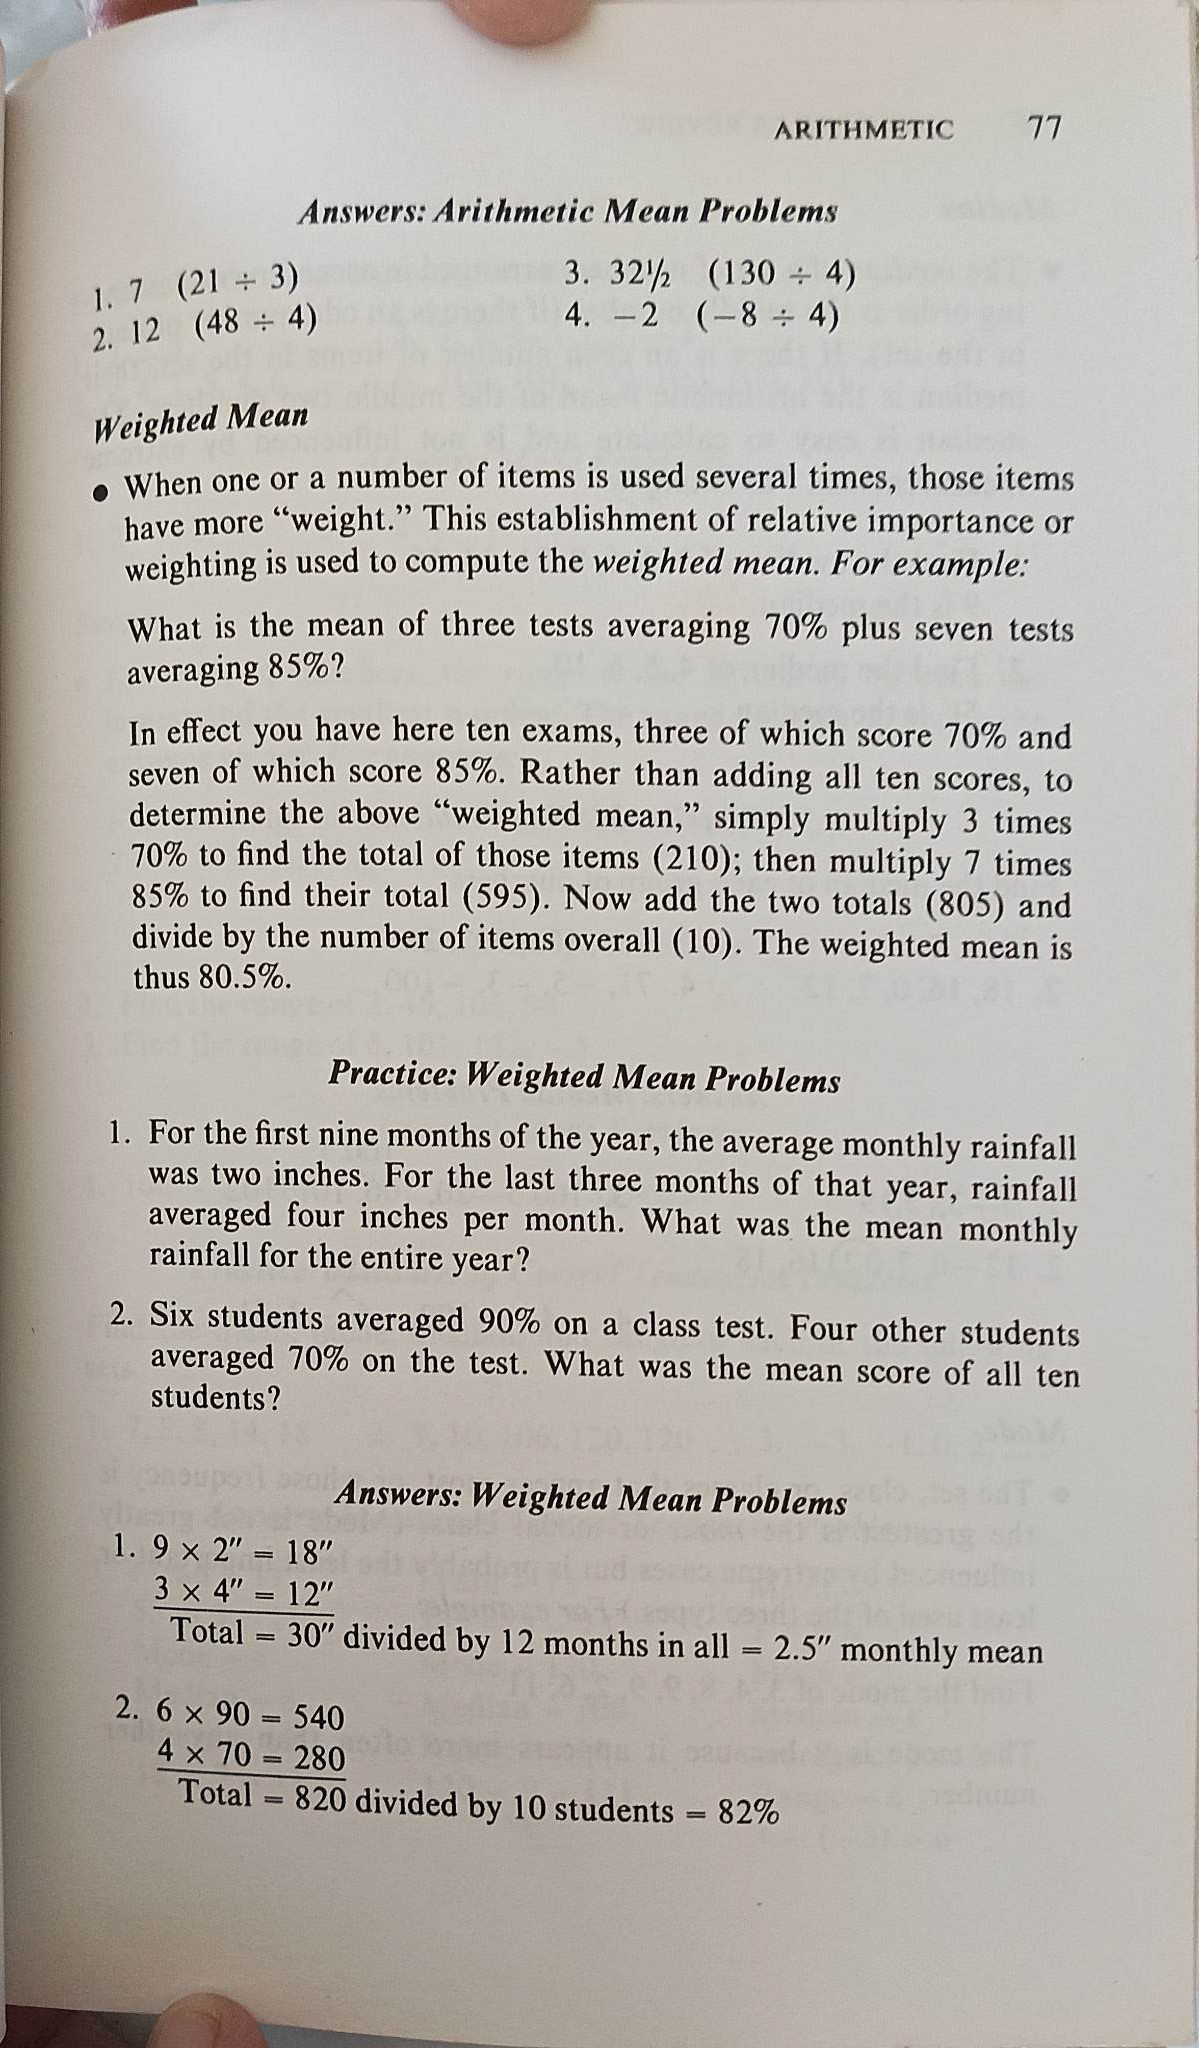 ARITHMETIC 77
Answers: Arithmetic Mean Problems
1. 7 (21 ÷ 3) 3. 32½ (130 ÷ 4)
2. 12 (48 ÷ 4) 4. −2 (−8 ÷ 4)
Weighted Mean
• When one or a number of items is used several times, those items
have more “weight.” This establishment of relative importance or
weighting is used to compute the weighted mean. For example:
What is the mean of three tests averaging 70% plus seven tests
averaging 85%?
In effect you have here ten exams, three of which score 70% and
seven of which score 85%. Rather than adding all ten scores, to
determine the above “weighted mean,” simply multiply 3 times
70% to find the total of those items (210); then multiply 7 times
85% to find their total (595). Now add the two totals (805) and
divide by the number of items overall (10). The weighted mean is
thus 80.5%.
Practice: Weighted Mean Problems
1. For the first nine months of the year, the average monthly rainfall
was two inches. For the last three months of that year, rainfall
averaged four inches per month. What was the mean monthly
rainfall for the entire year?
2. Six students averaged 90% on a class test. Four other students
averaged 70% on the test. What was the mean score of all ten
students?
Answers: Weighted Mean Problems
1. 9 × 2″ = 18″
3 × 4″ = 12″
Total = 30″ divided by 12 months in all = 2.5″ monthly mean
2. 6 × 90 = 540
4 × 70 = 280
Total = 820 divided by 10 students = 82%